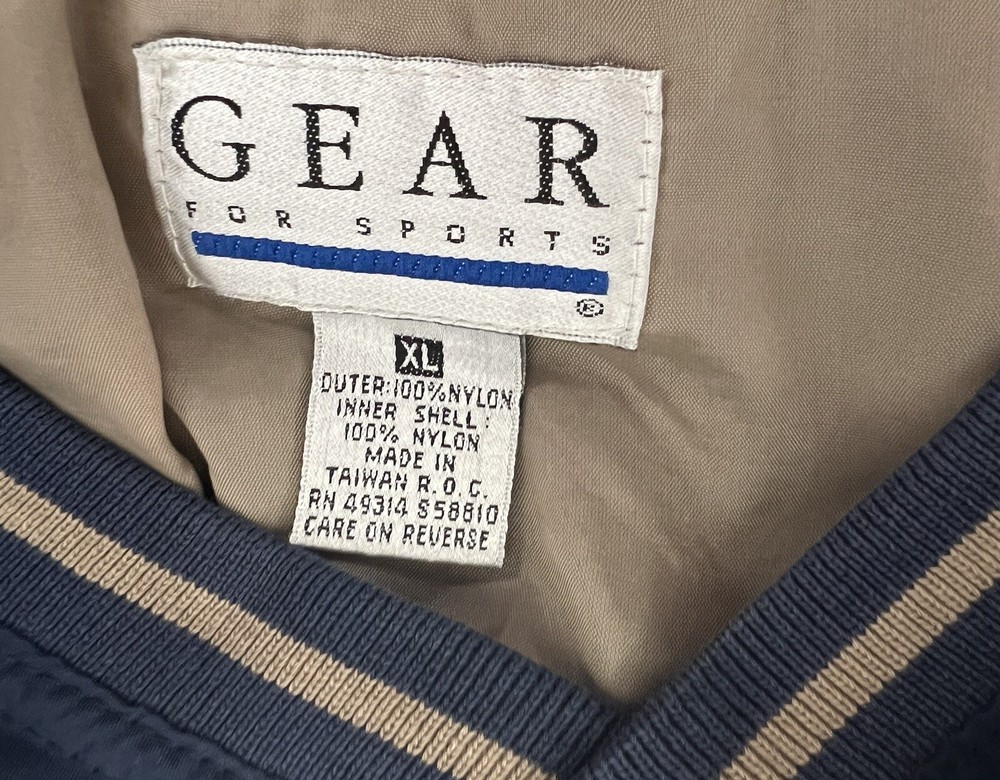 GEAR
FOR SPORTS
®
XL
OUTER:100%NYLON
INNER SHELL:
100% NYLON
MADE IN
TAIWAN R.O.C.
RN 49314 S58810
CARE ON REVERSE